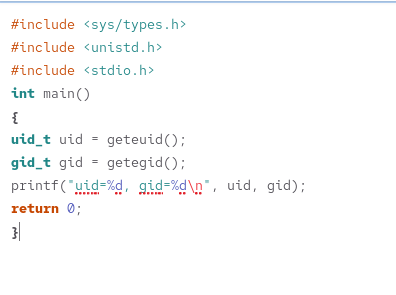 #include <sys/types.h>
#include <unistd.h>
#include <stdio.h>
int main()
{
uid_t uid = geteuid();
gid_t gid = getegid();
printf("uid=%d, gid=%d\n", uid, gid);
return 0;
}